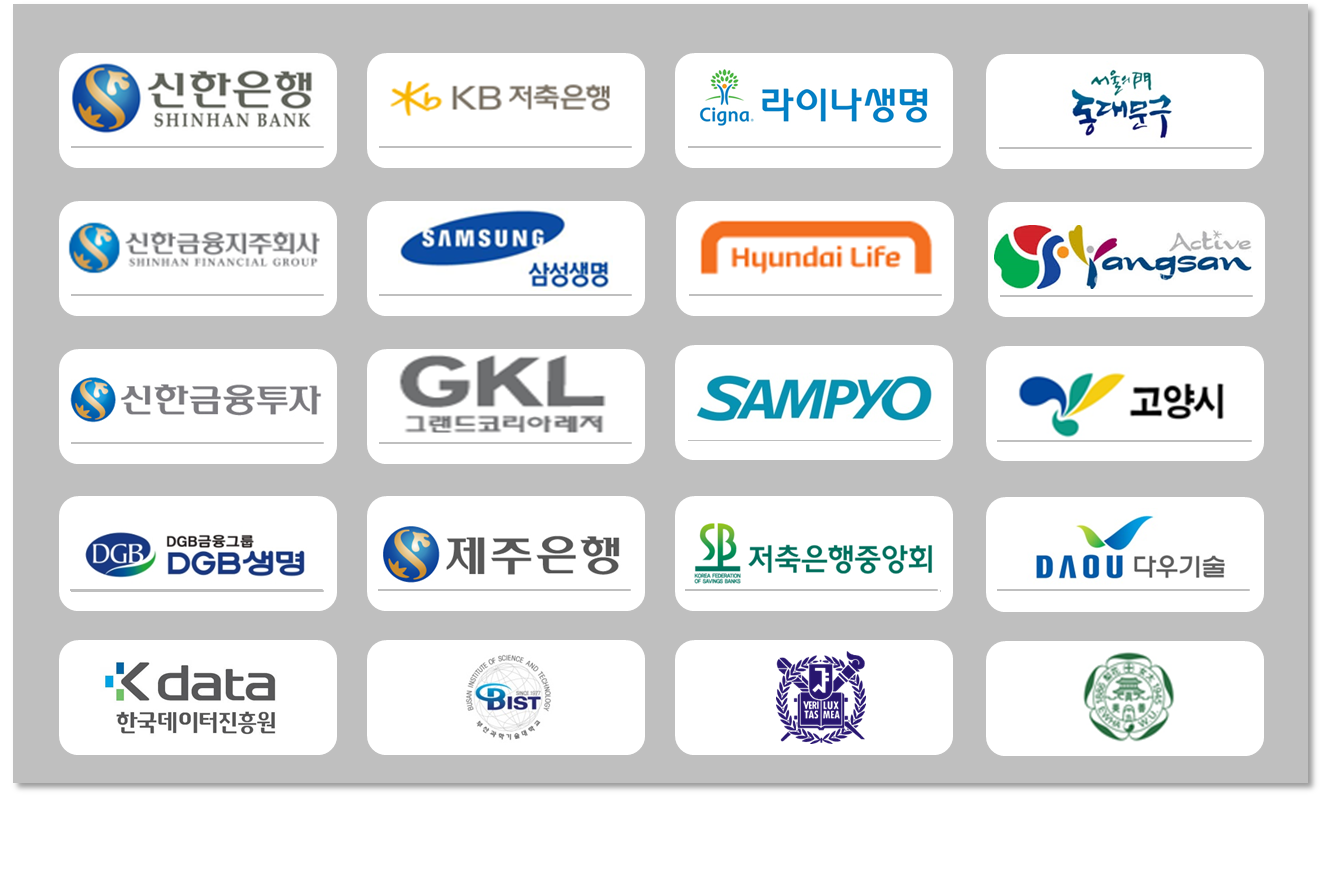 신한은행
SHINHAN BANK
Kb KB 저축은행
Cigna® 라이나생명
서울의門
동대문구
신한금융지주회사
SHINHAN FINANCIAL GROUP
SAMSUNG
삼성생명
Hyundai Life
Active
Yangsan
신한금융투자
GKL
그랜드코리아레저
SAMPYO
고양시
DGB
DGB금융그룹
DGB생명
제주은행
SB
KOREA FEDERATION
OF SAVINGS BANKS
저축은행중앙회
DAOU 다우기술
K data
한국데이터진흥원
BUSAN INSTITUTE OF SCIENCE AND TECHNOLOGY
SINCE 1977
BIST
부산과학기술대학교
VERI LUX
TAS MEA
1886 EWHA W.U. 1945